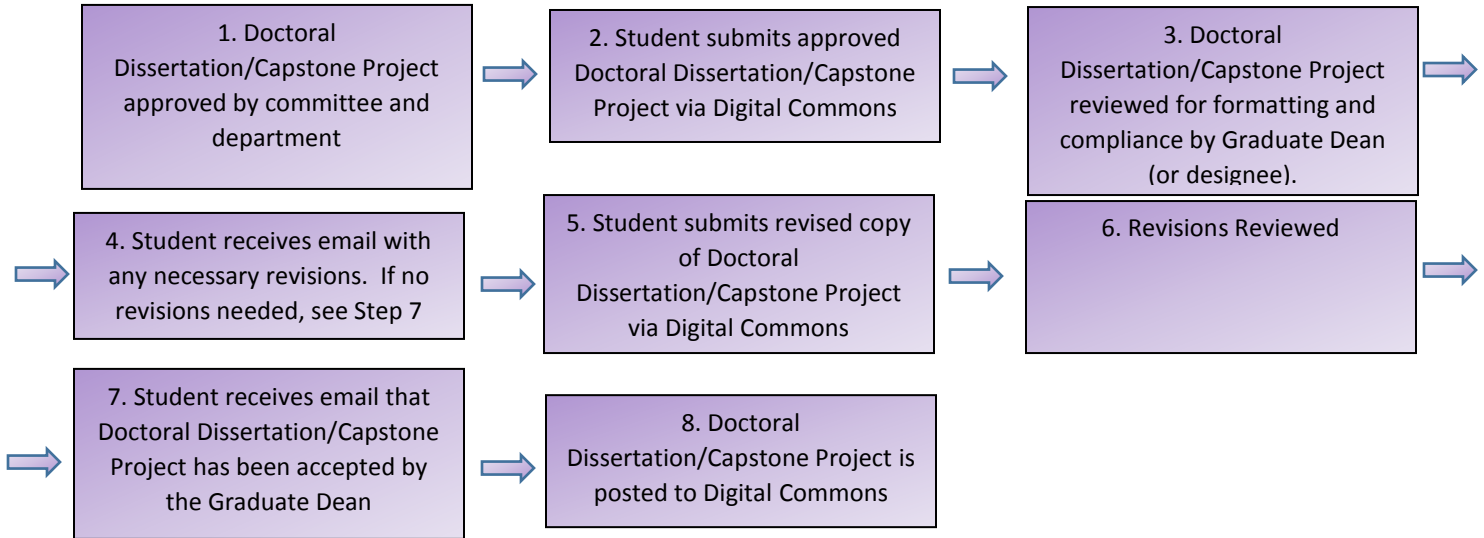 1. Doctoral
Dissertation/Capstone Project
approved by committee and
department
2. Student submits approved
Doctoral Dissertation/Capstone
Project via Digital Commons
3. Doctoral
Dissertation/Capstone Project
reviewed for formatting and
compliance by Graduate Dean
(or designee).
4. Student receives email with
any necessary revisions.  If no
revisions needed, see Step 7
5. Student submits revised copy
of Doctoral
Dissertation/Capstone Project
via Digital Commons
6. Revisions Reviewed
7. Student receives email that
Doctoral Dissertation/Capstone
Project has been accepted by
the Graduate Dean
8. Doctoral
Dissertation/Capstone Project is
posted to Digital Commons